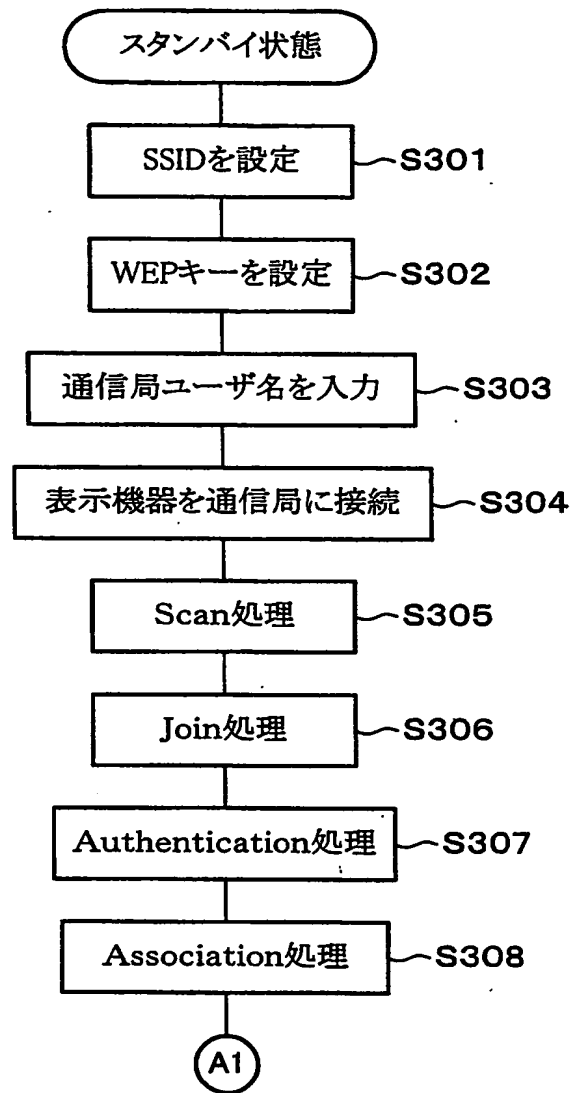 スタンバイ状態
SSIDを設定 S301
WEPキーを設定 S302
通信局ユーザ名を入力 S303
表示機器を通信局に接続 S304
Scan処理 S305
Join処理 S306
Authentication処理 S307
Association処理 S308
A1